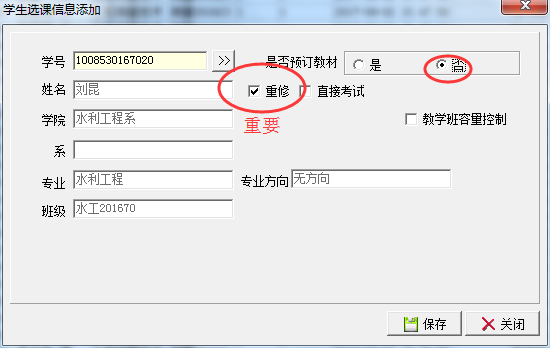 学生选课信息添加
学号 1008530167020 >> 是否预订教材 是 否
姓名 刘昆 重修 直接考试
重要
学院 水利工程系 教学班容量控制
系
专业 水利工程 专业方向 无方向
班级 水工201670
保存 关闭